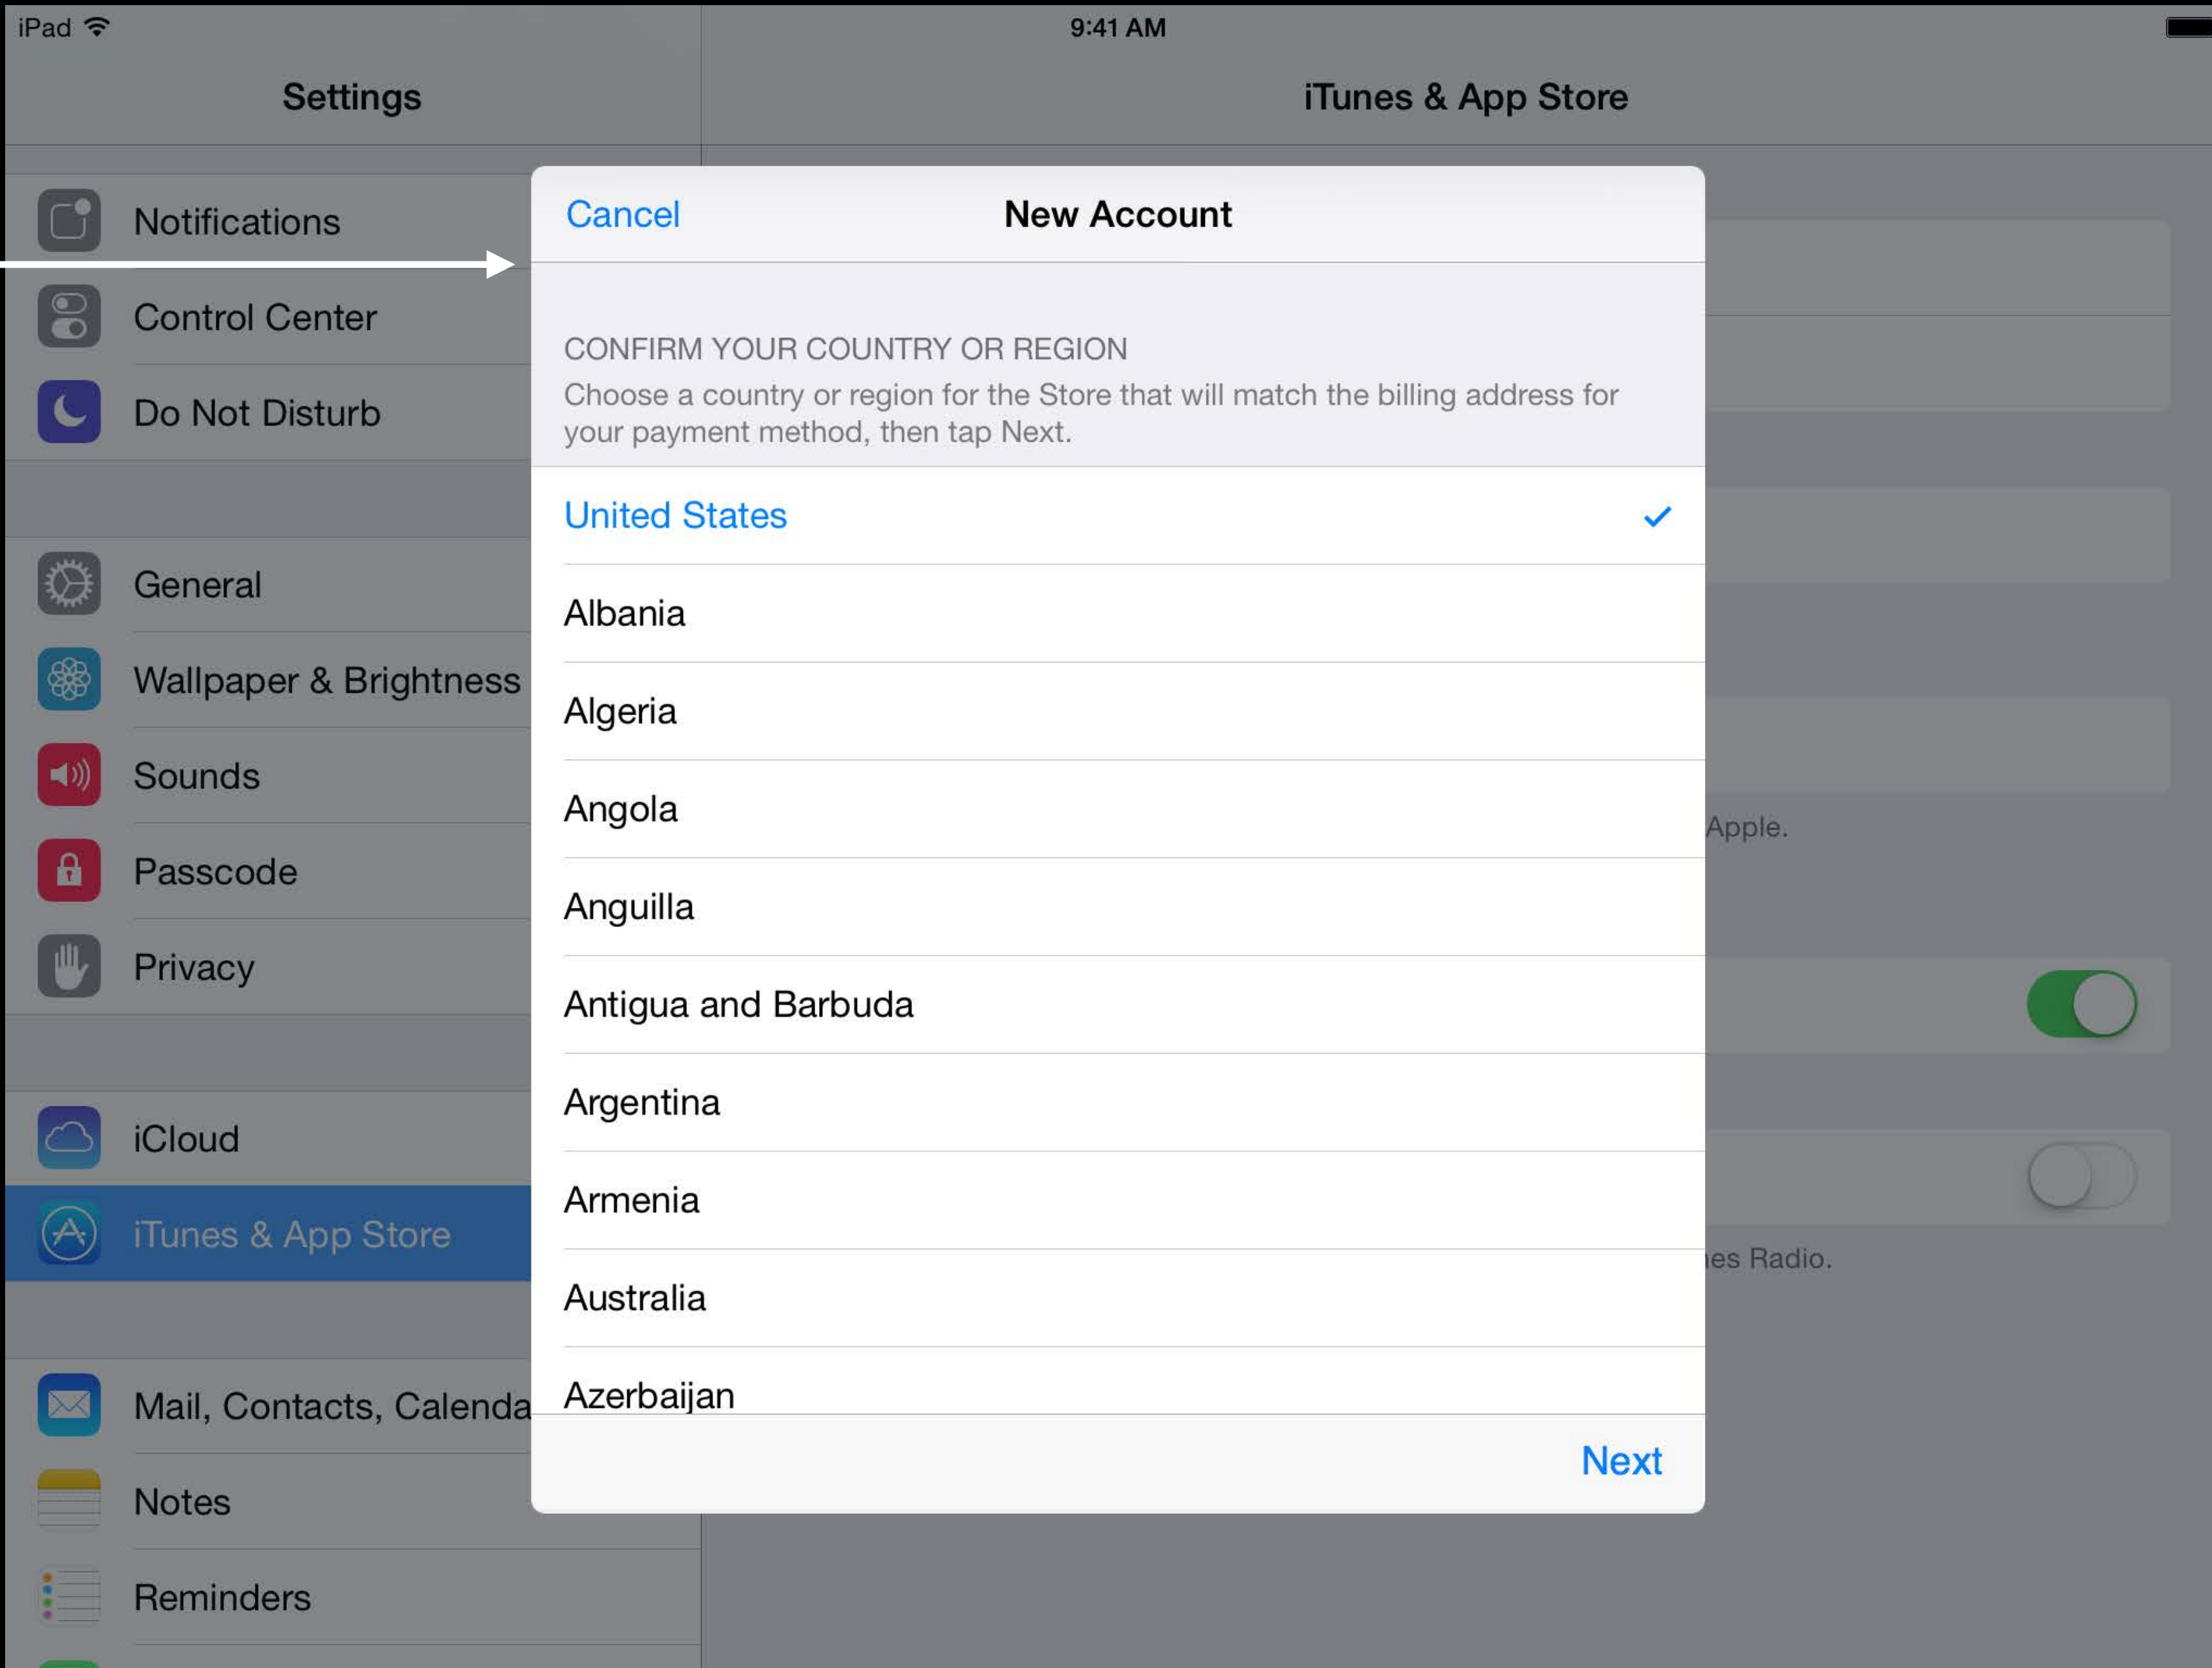 iPad
9:41 AM
Settings
iTunes & App Store
Notifications
Control Center
Do Not Disturb
General
Wallpaper & Brightness
Sounds
Passcode
Privacy
iCloud
iTunes & App Store
Mail, Contacts, Calenda
Notes
Reminders
Cancel
New Account
CONFIRM YOUR COUNTRY OR REGION
Choose a country or region for the Store that will match the billing address for
your payment method, then tap Next.
United States
Albania
Algeria
Angola
Anguilla
Antigua and Barbuda
Argentina
Armenia
Australia
Azerbaijan
Next
Apple.
es Radio.